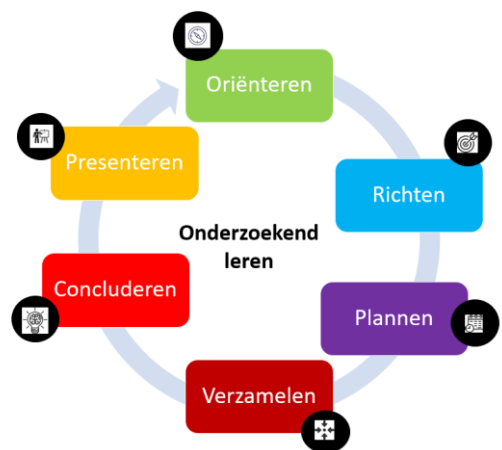 Oriënteren
Richten
Plannen
Verzamelen
Concluderen
Presenteren
Onderzoekend
leren